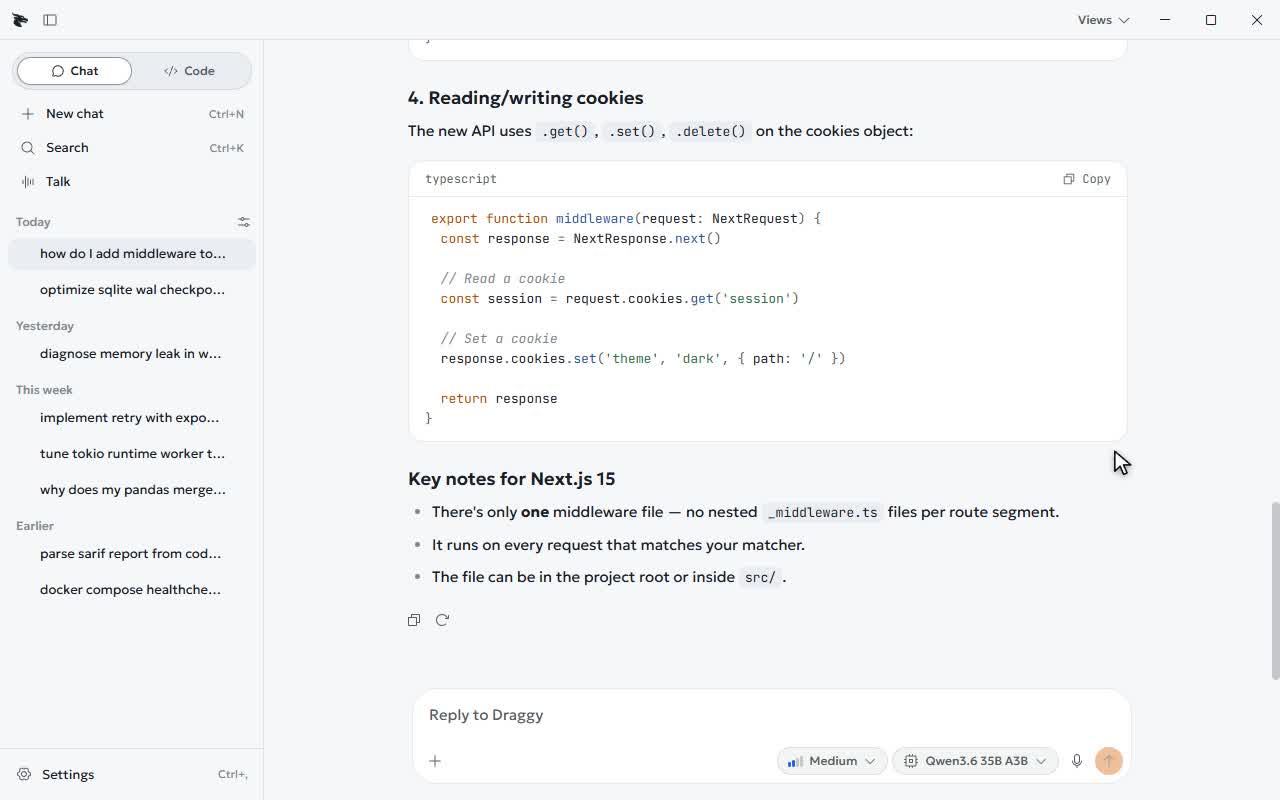 Views
Chat
</> Code
New chat Ctrl+N
Search Ctrl+K
Talk
Today
how do I add middleware to...
optimize sqlite wal checkpo...
Yesterday
diagnose memory leak in w...
This week
implement retry with expo...
tune tokio runtime worker t...
why does my pandas merge...
Earlier
parse sarif report from cod...
docker compose healthche...
Settings Ctrl+,
}
4. Reading/writing cookies
The new API uses .get(), .set(), .delete() on the cookies object:
typescript Copy
export function middleware(request: NextRequest) {
const response = NextResponse.next()
// Read a cookie
const session = request.cookies.get('session')
// Set a cookie
response.cookies.set('theme', 'dark', { path: '/' })
return response
}
Key notes for Next.js 15
• There's only one middleware file — no nested _middleware.ts files per route segment.
• It runs on every request that matches your matcher.
• The file can be in the project root or inside src/.
Reply to Draggy
Medium
Qwen3.6 35B A3B